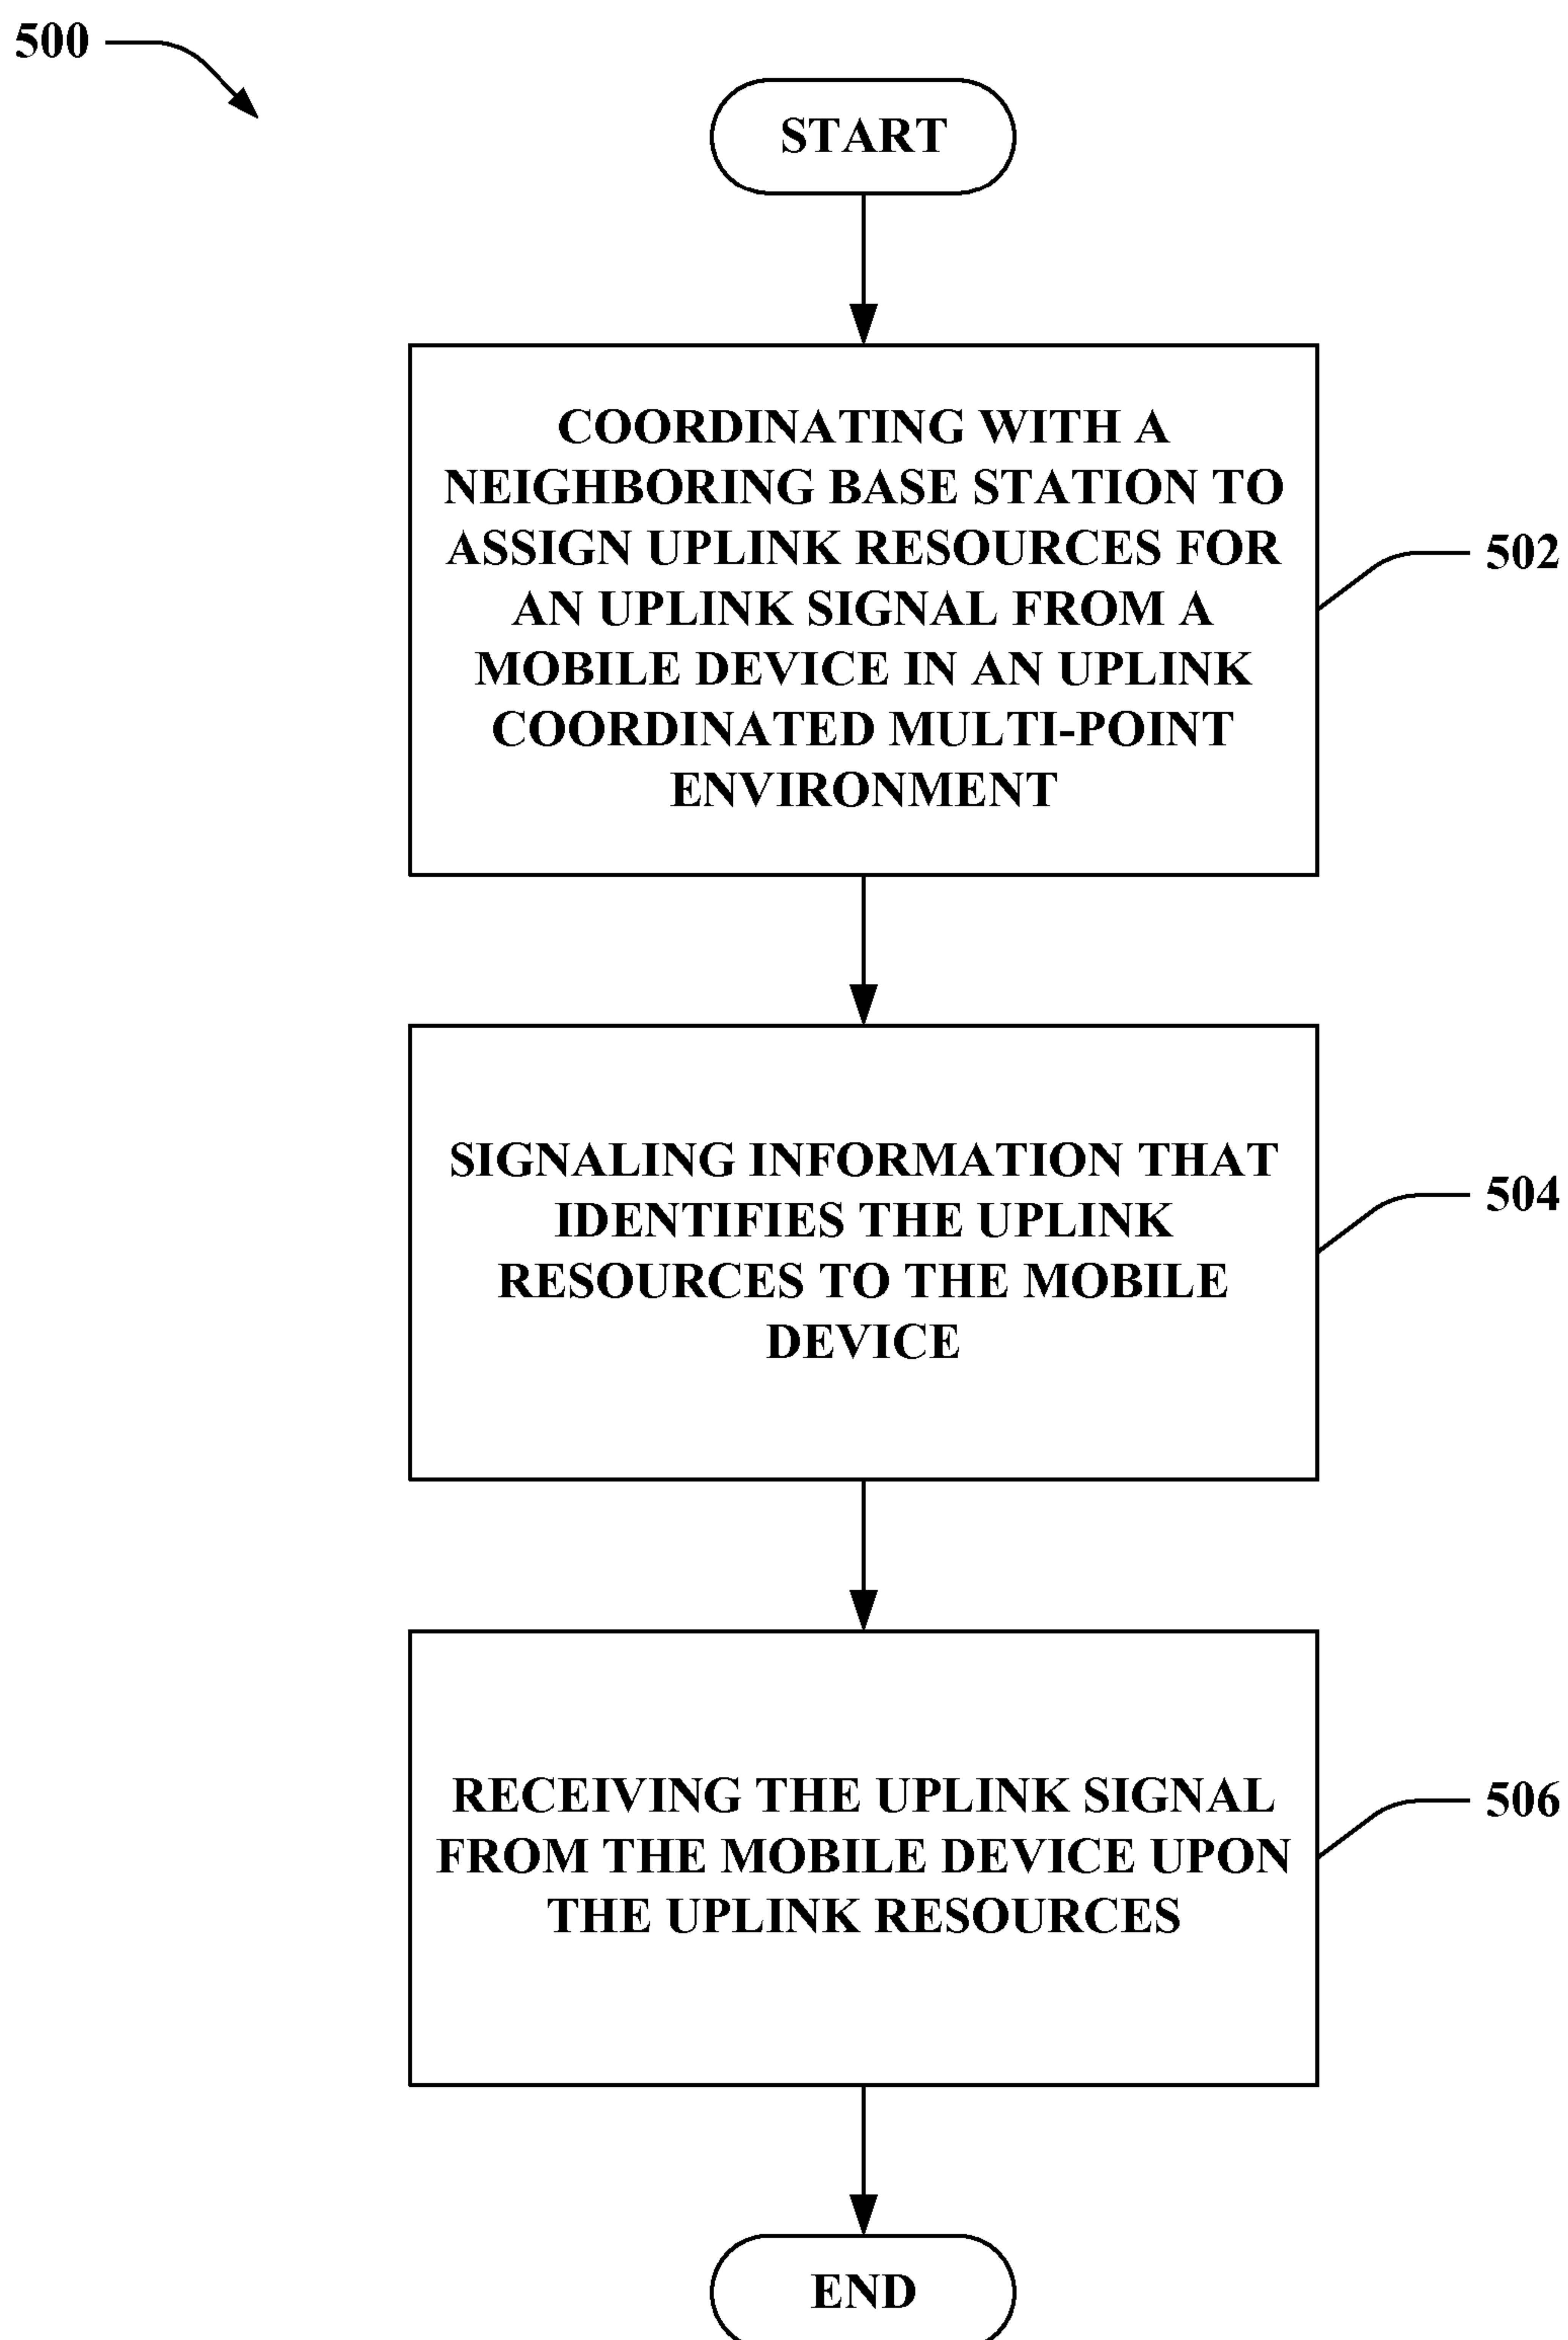 500
START
COORDINATING WITH A
NEIGHBORING BASE STATION TO
ASSIGN UPLINK RESOURCES FOR
AN UPLINK SIGNAL FROM A
MOBILE DEVICE IN AN UPLINK
COORDINATED MULTI-POINT
ENVIRONMENT
502
SIGNALING INFORMATION THAT
IDENTIFIES THE UPLINK
RESOURCES TO THE MOBILE
DEVICE
504
RECEIVING THE UPLINK SIGNAL
FROM THE MOBILE DEVICE UPON
THE UPLINK RESOURCES
506
END